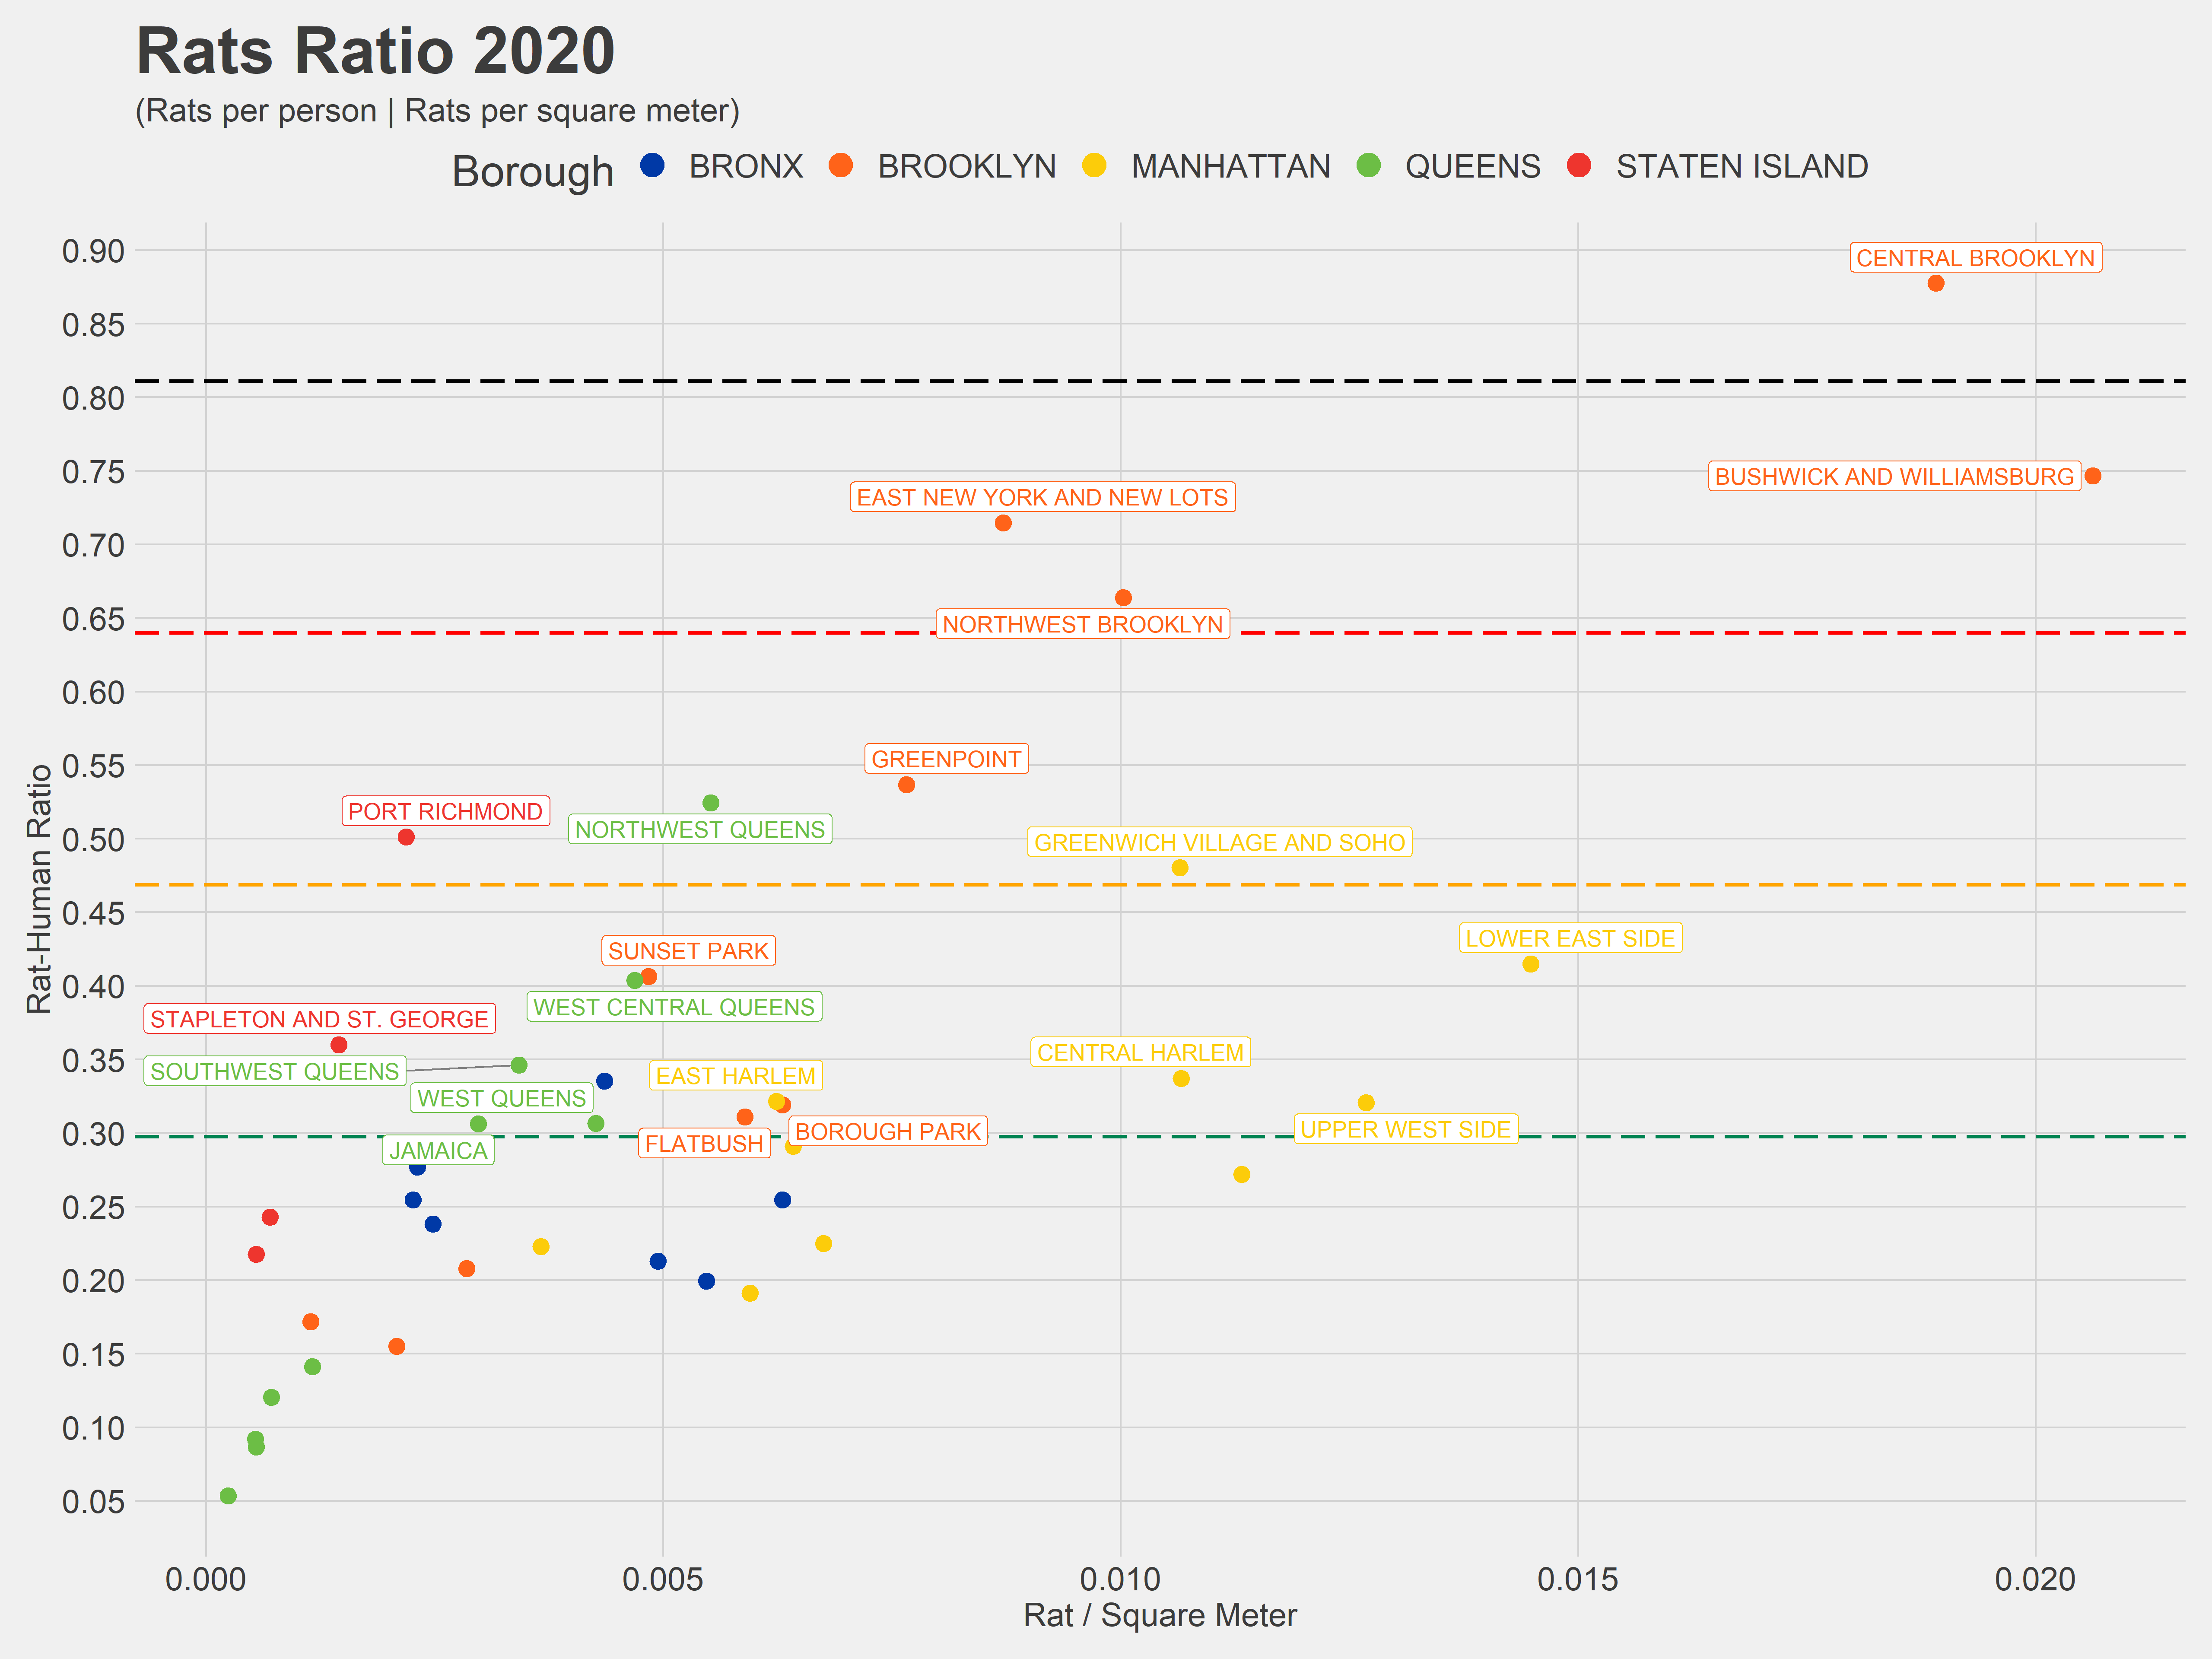 Rats Ratio 2020
(Rats per person | Rats per square meter)
Borough BRONX BROOKLYN MANHATTAN QUEENS STATEN ISLAND
0.90
CENTRAL BROOKLYN
0.85
0.80
0.75
BUSHWICK AND WILLIAMSBURG
EAST NEW YORK AND NEW LOTS
0.70
0.65
NORTHWEST BROOKLYN
0.60
0.55
GREENPOINT
PORT RICHMOND
NORTHWEST QUEENS
0.50
GREENWICH VILLAGE AND SOHO
0.45
LOWER EAST SIDE
SUNSET PARK
0.40
WEST CENTRAL QUEENS
STAPLETON AND ST. GEORGE
0.35
CENTRAL HARLEM
SOUTHWEST QUEENS
EAST HARLEM
WEST QUEENS
0.30
BOROUGH PARK
UPPER WEST SIDE
FLATBUSH
JAMAICA
0.25
0.20
0.15
0.10
0.05
Rat-Human Ratio
0.000 0.005 0.010 0.015 0.020
Rat / Square Meter